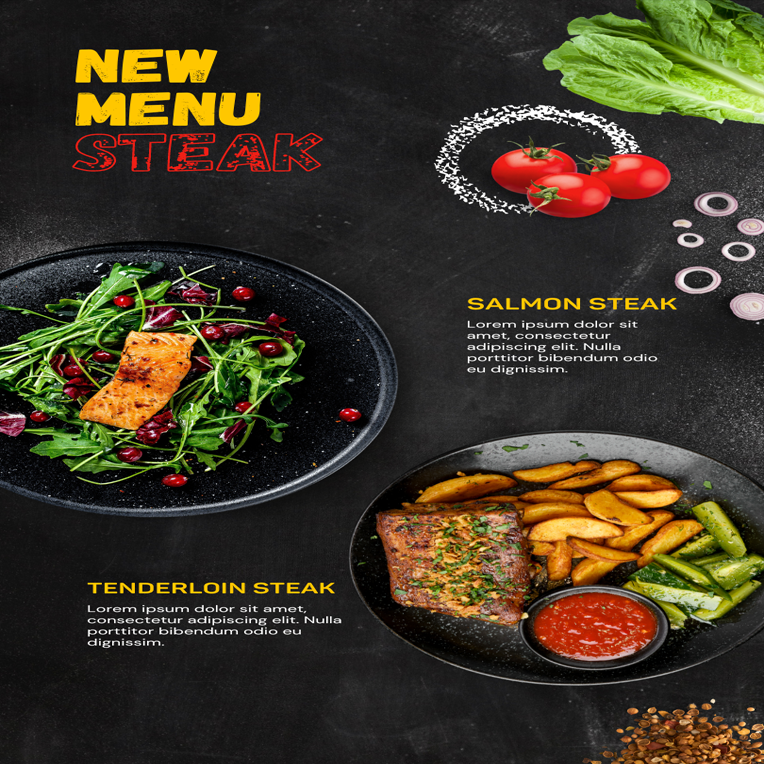 NEW
MENU
STEAK
SALMON STEAK
Lorem ipsum dolor sit
amet, consectetur
adipiscing elit. Nulla
porttitor bibendum odio
eu dignissim.
TENDERLOIN STEAK
Lorem ipsum dolor sit amet,
consectetur adipiscing elit. Nulla
porttitor bibendum odio eu
dignissim.